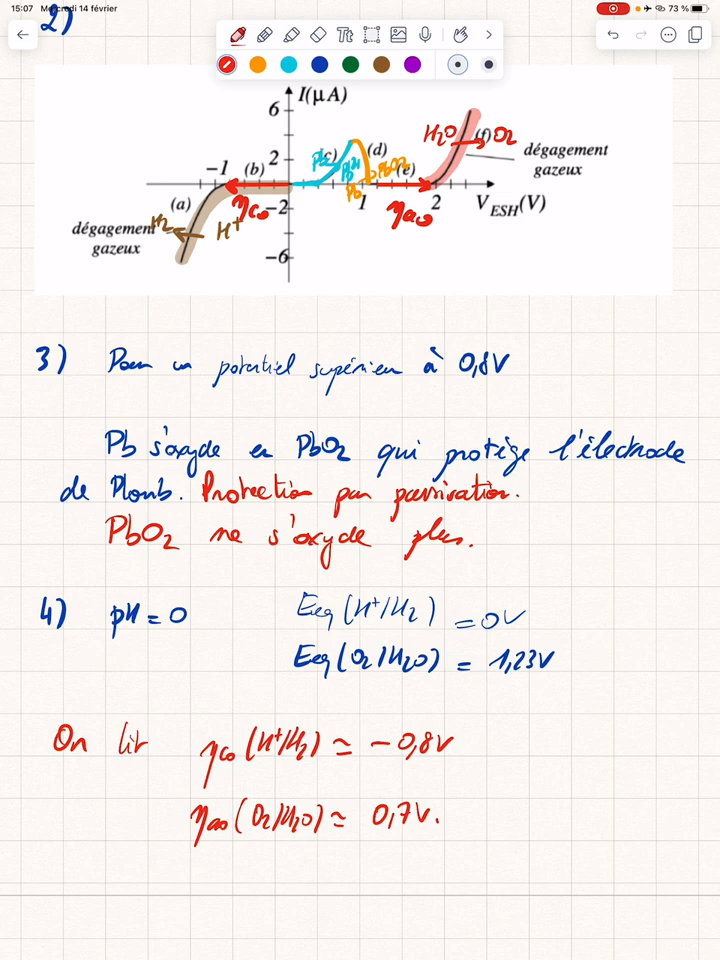 15:07 Mercredi 14 février
73 %
2)
I(µA)
6
2
-2
-6
-1
1
2
V_ESH(V)
(a)
(b)
(d)
(e)
(f)
H2O → O2
dégagement
gazeux
dégagement
gazeux
H2
H+
ηco
ηao
PbO2
3) Pour un potentiel supérieur à 0,8V
Pb s'oxyde en PbO2 qui protège l'électrode
de Plomb. Protection par passivation.
PbO2 ne s'oxyde plus.
4) pH = 0 Eeq (H+/H2) = 0V
Eeq (O2/H2O) = 1,23V
On lit ηco (H+/H2) ≃ -0,8V
ηao (O2/H2O) ≃ 0,7V.